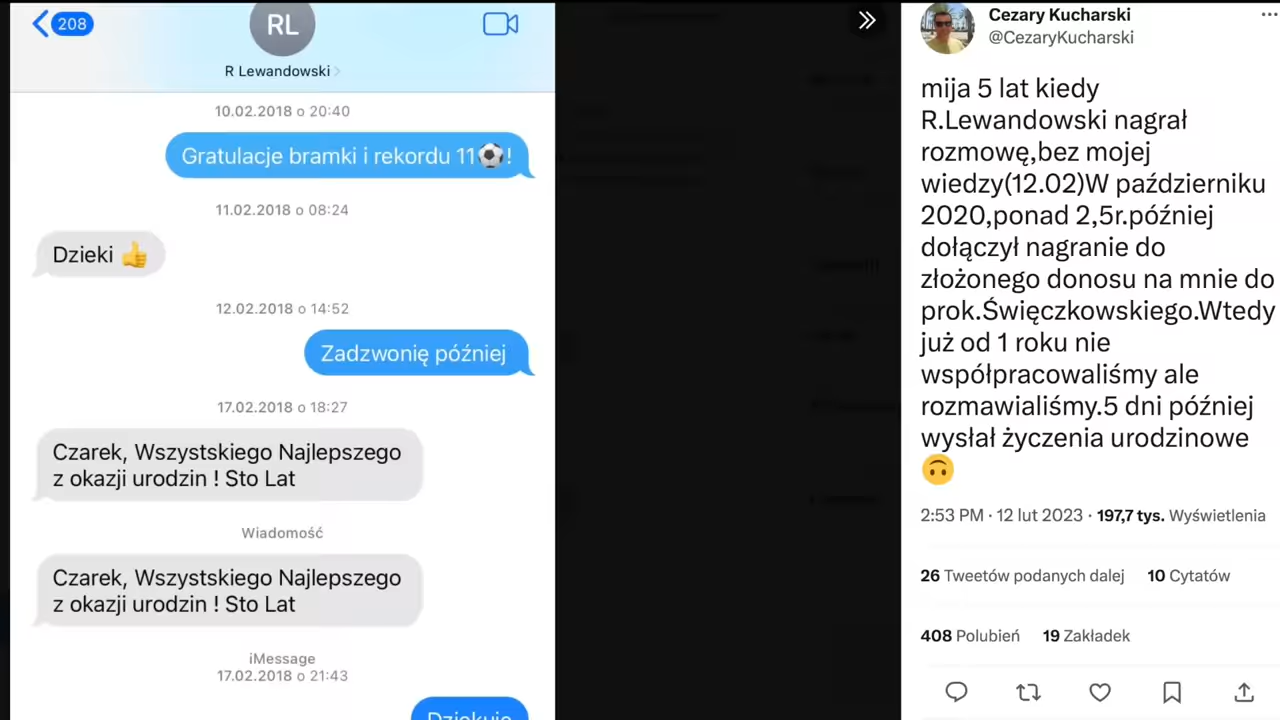 208
RL
R Lewandowski
10.02.2018 o 20:40
Gratulacje bramki i rekordu 11⚽!
11.02.2018 o 08:24
Dzieki 👍
12.02.2018 o 14:52
Zadzwonię później
17.02.2018 o 18:27
Czarek, Wszystskiego Najlepszego
z okazji urodzin ! Sto Lat
Wiadomość
Czarek, Wszystskiego Najlepszego
z okazji urodzin ! Sto Lat
iMessage
17.02.2018 o 21:43
Dziękuję
Cezary Kucharski
@CezaryKucharski
mija 5 lat kiedy
R.Lewandowski nagrał
rozmowę,bez mojej
wiedzy(12.02)W październiku
2020,ponad 2,5r.później
dołączył nagranie do
złożonego donosu na mnie do
prok.Święczkowskiego.Wtedy
już od 1 roku nie
współpracowaliśmy ale
rozmawialiśmy.5 dni później
wysłał życzenia urodzinowe
🙃
2:53 PM · 12 lut 2023 · 197,7 tys. Wyświetlenia
26 Tweetów podanych dalej 10 Cytatów
408 Polubień 19 Zakładek